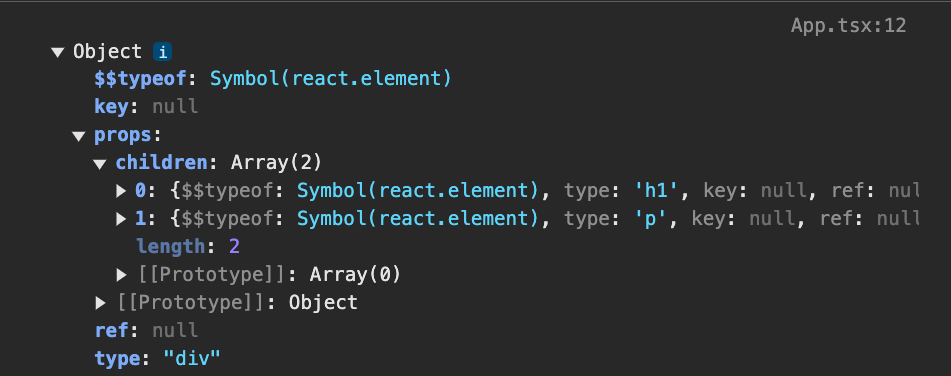 App.tsx:12
▼ Object i
$$typeof: Symbol(react.element)
key: null
▼ props:
▼ children: Array(2)
▶ 0: {$$typeof: Symbol(react.element), type: 'h1', key: null, ref: nul
▶ 1: {$$typeof: Symbol(react.element), type: 'p', key: null, ref: null
length: 2
▶ [[Prototype]]: Array(0)
▶ [[Prototype]]: Object
ref: null
type: "div"